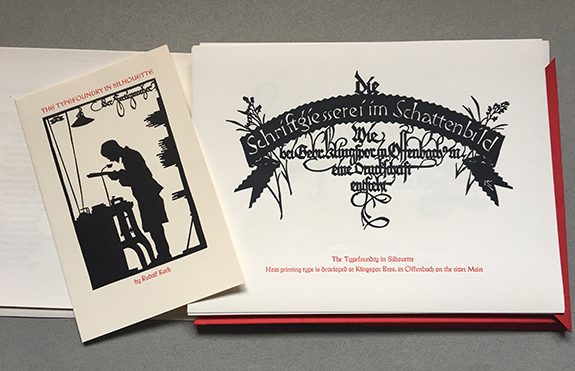 THE TYPEFOUNDRY IN SILHOUETTE
Der Fertigmacher
by Rudolf Koch
Die
Schriftgiesserei im Schattenbild
Wie
bei Gebr. Klingspor in Offenbach a/m
eine Druckschrift
entsteht
The Typefoundry in Silhouette
How printing type is developed at Klingspor Bros. in Offenbach on the river Main